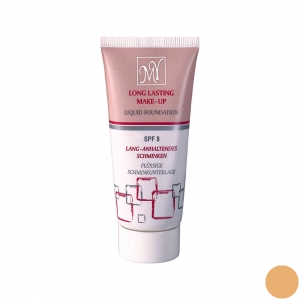 MY
LONG LASTING
MAKE-UP
LIQUID FOUNDATION
SPF 8
LANG-ANHALTENDES
SCHMINKEN
FLÜSSIGE
SCHMINKUNTERLAGE